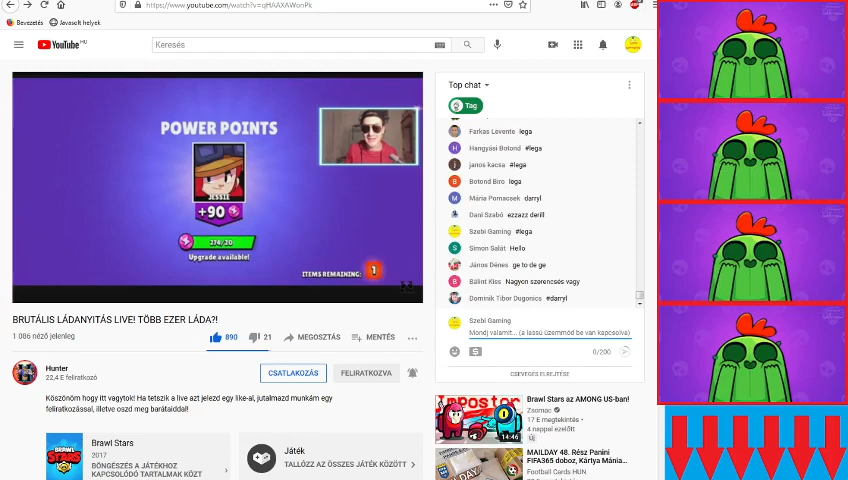 https://www.youtube.com/watch?v=qHAAXAWonPk
Bevezetés
Javasolt helyek
YouTube HU
Keresés
POWER POINTS
JESSIE
+90
274/20
Upgrade available!
ITEMS REMAINING: 1
Top chat
Tag
Farkas Levente lega
Hangyási Botond #lega
janos kacsa #lega
Botond Biro lega
Mária Pomacsek darryl
Dani Szabó ezzazz derill
Szebi Gaming #lega
Simon Salát Hello
János Dénes ge to de ge
Bálint Kiss Nagyon szerencsés vagy
Dominik Tibor Dugonics #darryl
Szebi Gaming
Mondj valamit... (a lassú üzemmód be van kapcsolva)
0/200
CSEVEGÉS ELREJTÉSE
BRUTÁLIS LÁDANYITÁS LIVE! TÖBB EZER LÁDA?!
1 086 néző jelenleg
890
21
MEGOSZTÁS
MENTÉS
Hunter
22,4 E feliratkozó
CSATLAKOZÁS
FELIRATKOZVA
Köszönöm hogy itt vagytok! Ha tetszik a live azt jelezd egy like-al, jutalmazd munkám egy
feliratkozással, illetve oszd meg barátaiddal!
BRAWL STARS
Brawl Stars
2017
BÖNGÉSZÉS A JÁTÉKHOZ
KAPCSOLÓDÓ TARTALMAK KÖZT
Játék
TALLÓZZ AZ ÖSSZES JÁTÉK KÖZÖTT
Impostor
14:46
Brawl Stars az AMONG US-ban!
Zsomac
17 E megtekintés •
4 nappal ezelőtt
Új
MAILDAY 48. Rész Panini
FIFA365 doboz, Kártya Mánia...
Football Cards HUN